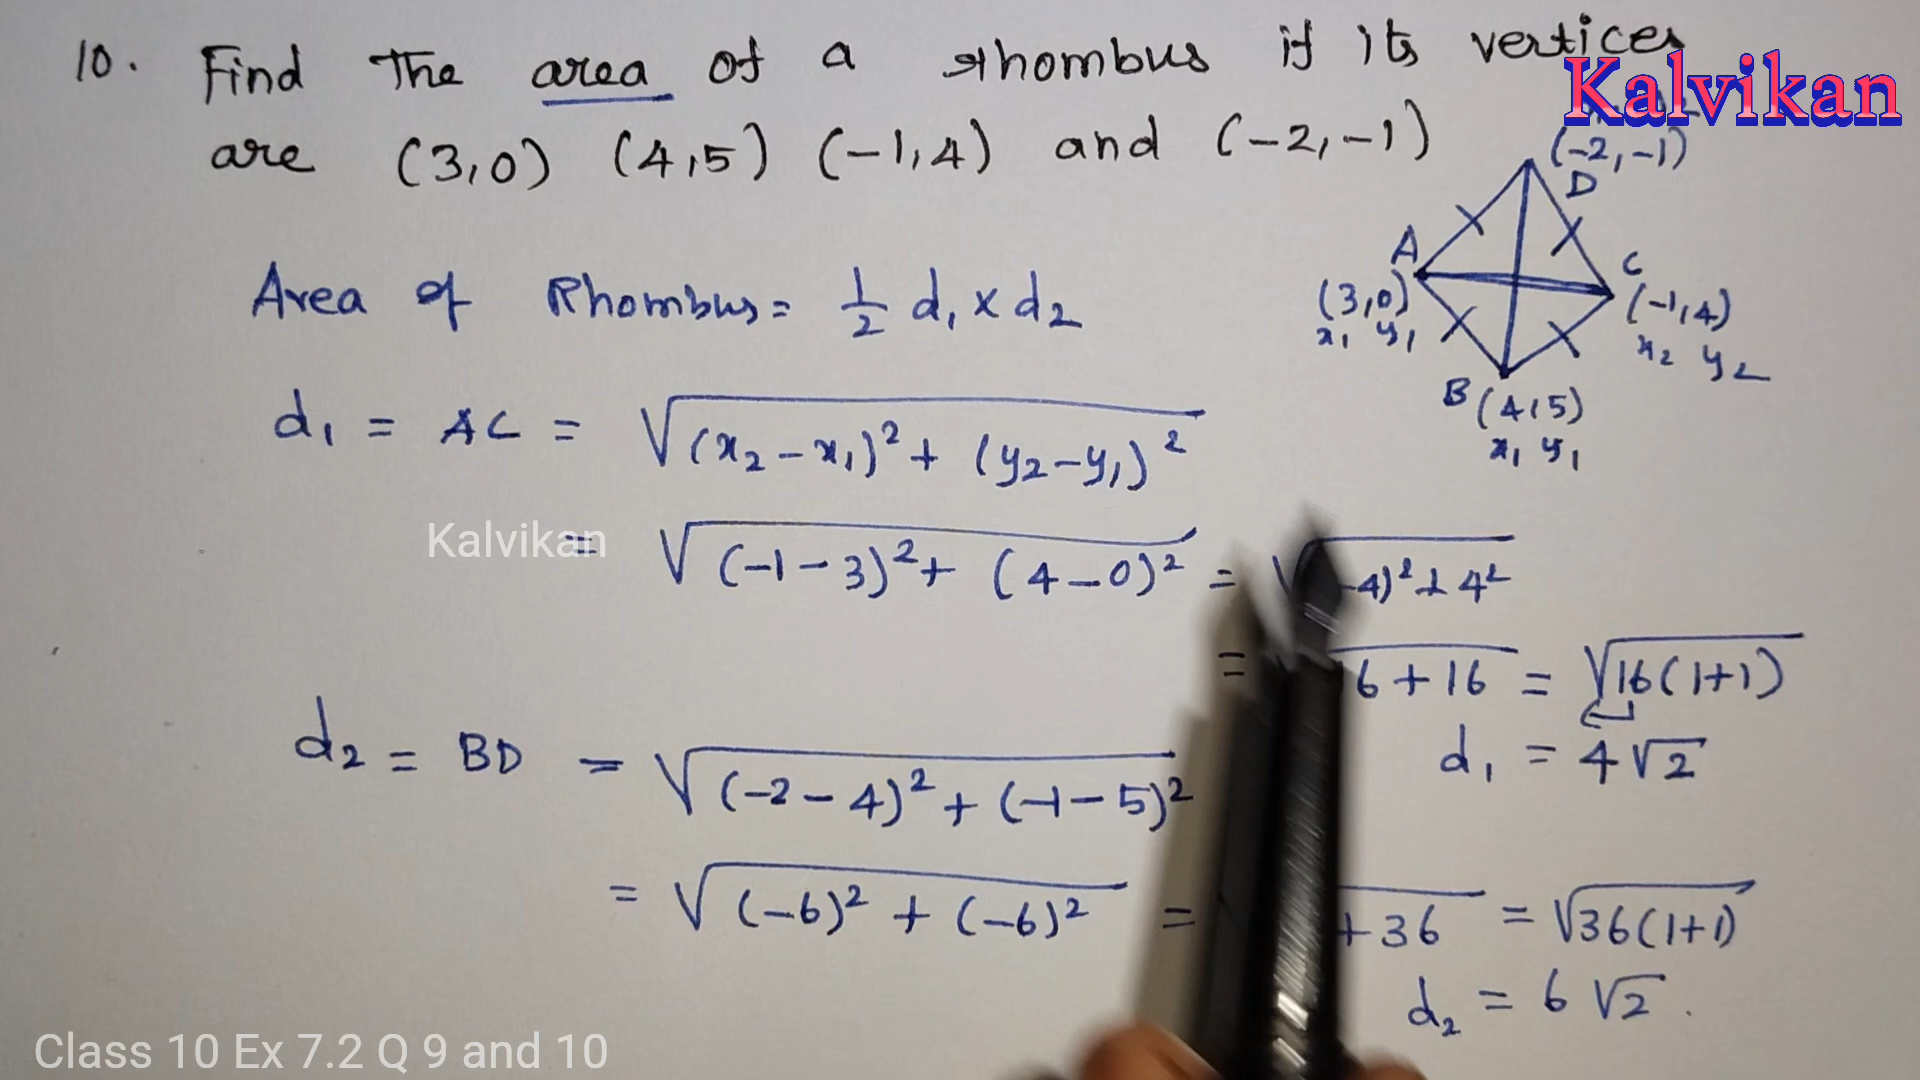 10. Find the area of a rhombus if its vertices
are (3,0) (4,5) (-1,4) and (-2,-1)
Kalvikan
(-2,-1)
D
A
C
(3,0)
x₁ y₁
(-1,4)
x₂ y₂
B (4,5)
x₁ y₁
Area of Rhombus = 1/2 d₁ × d₂
d₁ = AC = √(x₂-x₁)² + (y₂-y₁)²
Kalvikan
= √(-1-3)² + (4-0)² = √ -4)² + 4²
= 6+16 = √16(1+1)
d₁ = 4√2
d₂ = BD = √(-2-4)² + (-1-5)²
= √(-6)² + (-6)² = +36 = √36(1+1)
d₂ = 6√2.
Class 10 Ex 7.2 Q 9 and 10